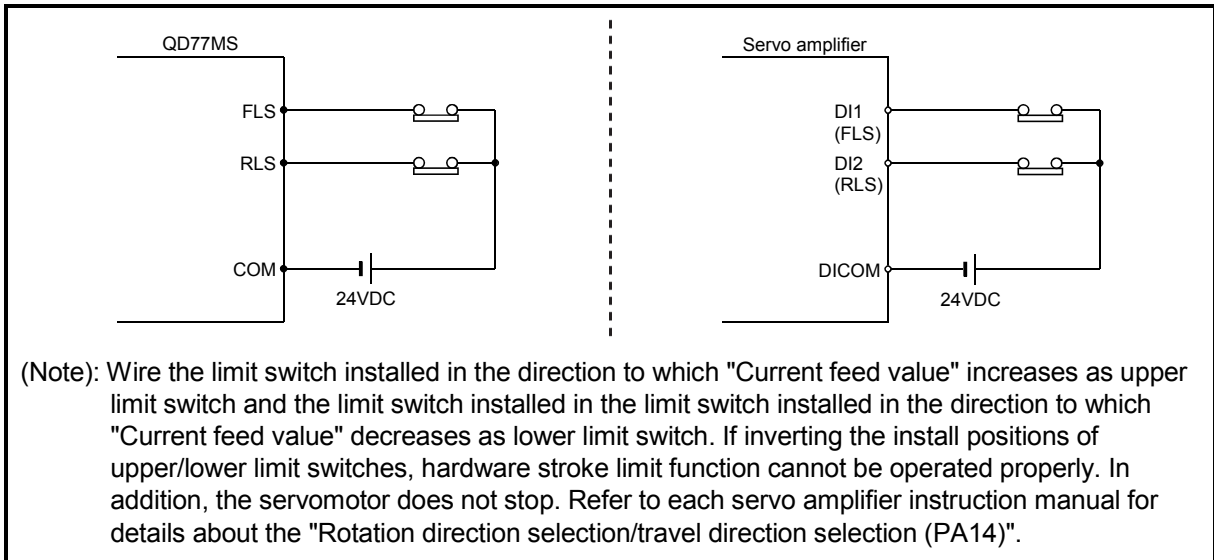 QD77MS
FLS
RLS
COM
24VDC
Servo amplifier
DI1
(FLS)
DI2
(RLS)
DICOM
24VDC
(Note): Wire the limit switch installed in the direction to which "Current feed value" increases as upper
limit switch and the limit switch installed in the limit switch installed in the direction to which
"Current feed value" decreases as lower limit switch. If inverting the install positions of
upper/lower limit switches, hardware stroke limit function cannot be operated properly. In
addition, the servomotor does not stop. Refer to each servo amplifier instruction manual for
details about the "Rotation direction selection/travel direction selection (PA14)".